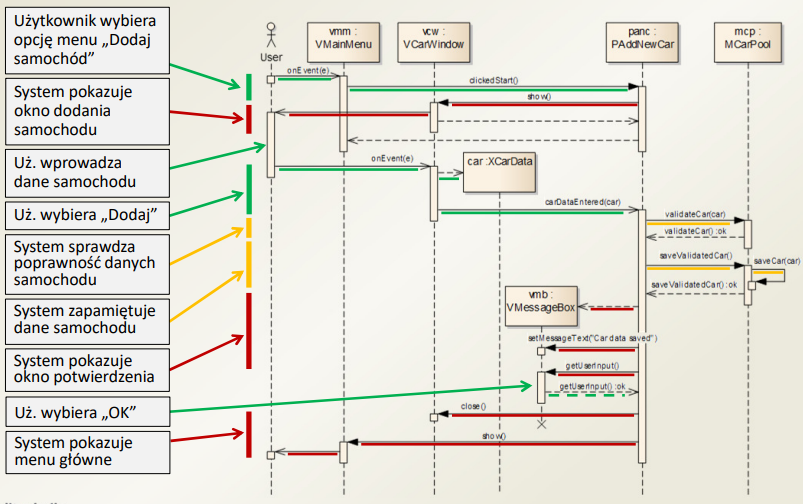 Użytkownik wybiera
opcję menu „Dodaj
samochód”
System pokazuje
okno dodania
samochodu
Uż. wprowadza
dane samochodu
Uż. wybiera „Dodaj”
System sprawdza
poprawność danych
samochodu
System zapamiętuje
dane samochodu
System pokazuje
okno potwierdzenia
Uż. wybiera „OK”
System pokazuje
menu główne
User
vmm :
VMainMenu
vcw :
VCarWindow
panc :
PAddNewCar
mcp :
MCarPool
onEvent(e)
clickedStart()
show()
onEvent(e)
car :XCarData
carDataEntered(car)
validateCar(car)
validateCar() :ok
saveValidatedCar()
saveCar(car)
saveValidatedCar() :ok
vmb :
VMessageBox
setMessageText("Car data saved")
getUserInput()
getUserInput() :ok
close()
show()